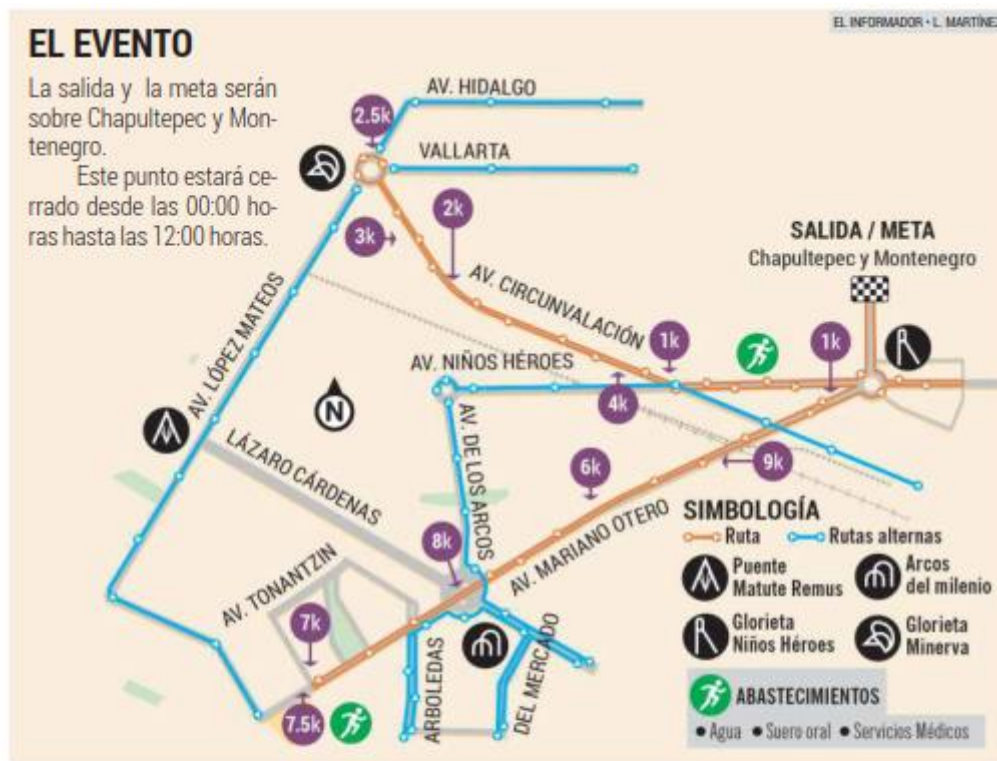 EL INFORMADOR • L. MARTÍNEZ
EL EVENTO
La salida y la meta serán
sobre Chapultepec y Mon-
tenegro.
Este punto estará ce-
rrado desde las 00:00 ho-
ras hasta las 12:00 horas.
AV. HIDALGO
2.5k
VALLARTA
2k
3k
SALIDA / META
Chapultepec y Montenegro
AV. CIRCUNVALACIÓN
AV. LÓPEZ MATEOS
1k
1k
AV. NIÑOS HÉROES
4k
N
AV. DE LOS ARCOS
LÁZARO CÁRDENAS
6k
9k
8k
AV. MARIANO OTERO
AV. TONANTZIN
7k
7.5k
ARBOLEDAS
DEL MERCADO
SIMBOLOGÍA
Ruta
Rutas alternas
Puente
Matute Remus
Arcos
del milenio
Glorieta
Niños Héroes
Glorieta
Minerva
ABASTECIMIENTOS
• Agua • Suero oral • Servicios Médicos